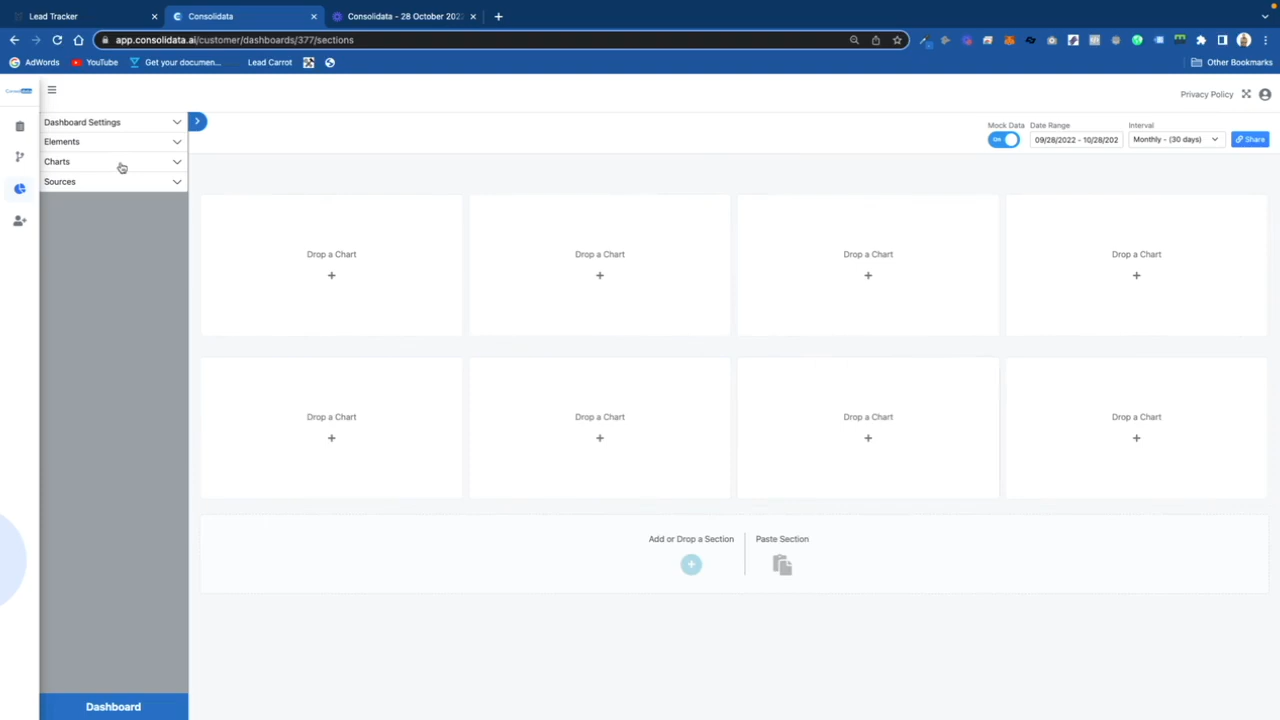 Lead Tracker
Consolidata
Consolidata - 28 October 202
app.consolidata.ai/customer/dashboards/377/sections
AdWords
YouTube
Get your documen...
Lead Carrot
Other Bookmarks
Consolidata
Privacy Policy
Dashboard Settings
Elements
Charts
Sources
Mock Data
ON
Date Range
09/28/2022 - 10/28/202
Interval
Monthly - (30 days)
Share
Drop a Chart
Drop a Chart
Drop a Chart
Drop a Chart
Drop a Chart
Drop a Chart
Drop a Chart
Drop a Chart
Add or Drop a Section
Paste Section
Dashboard